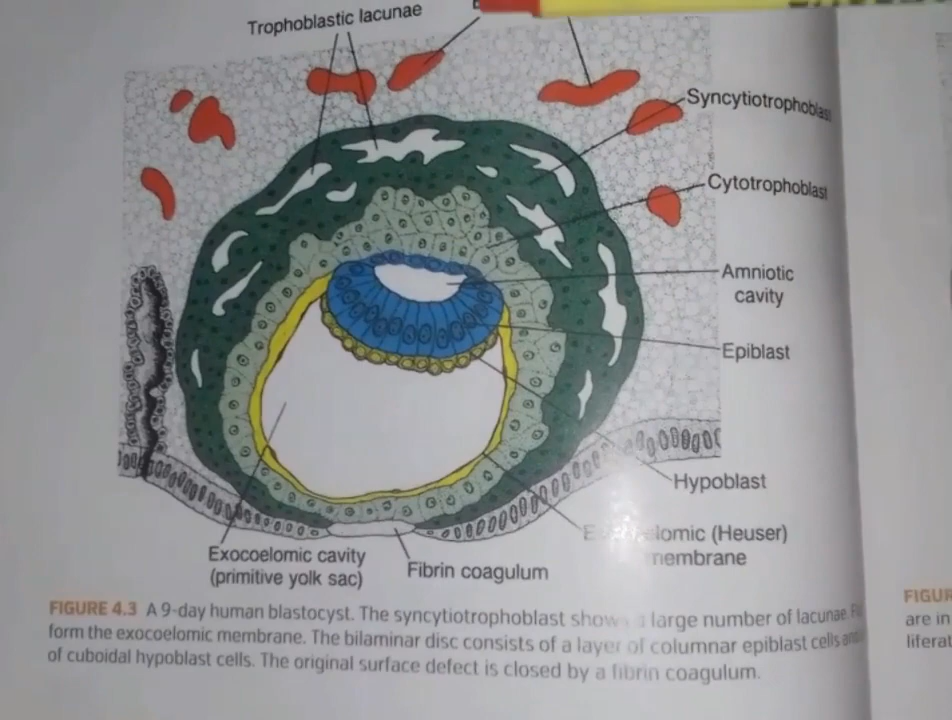 Trophoblastic lacunae
Syncytiotrophoblast
Cytotrophoblast
Amniotic
cavity
Epiblast
Hypoblast
(Heuser)
membrane
Exocoelomic cavity
(primitive yolk sac)
Fibrin coagulum
FIGURE 4.3 A 9-day human blastocyst. The syncytiotrophoblast shows a large number of lacunae.
form the exocoelomic membrane. The bilaminar disc consists of a layer of columnar epiblast cells and
of cuboidal hypoblast cells. The original surface defect is closed by a fibrin coagulum.
are in